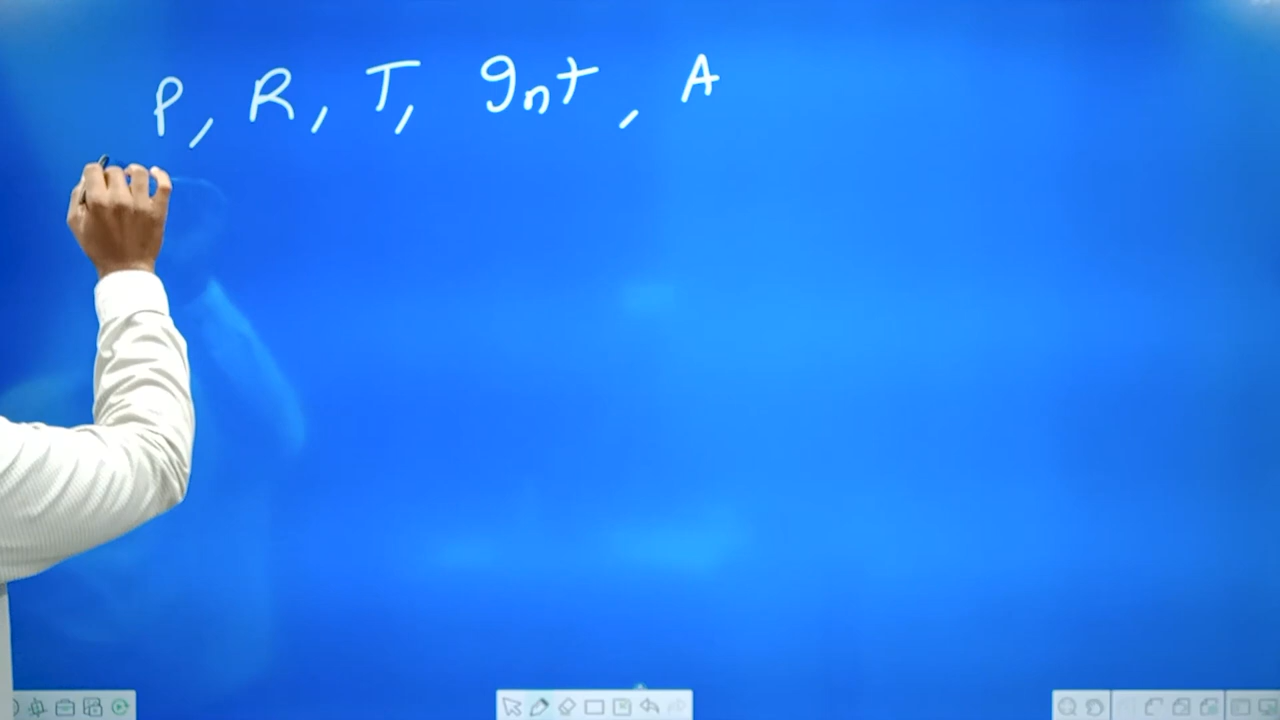 P, R, T, Int, A